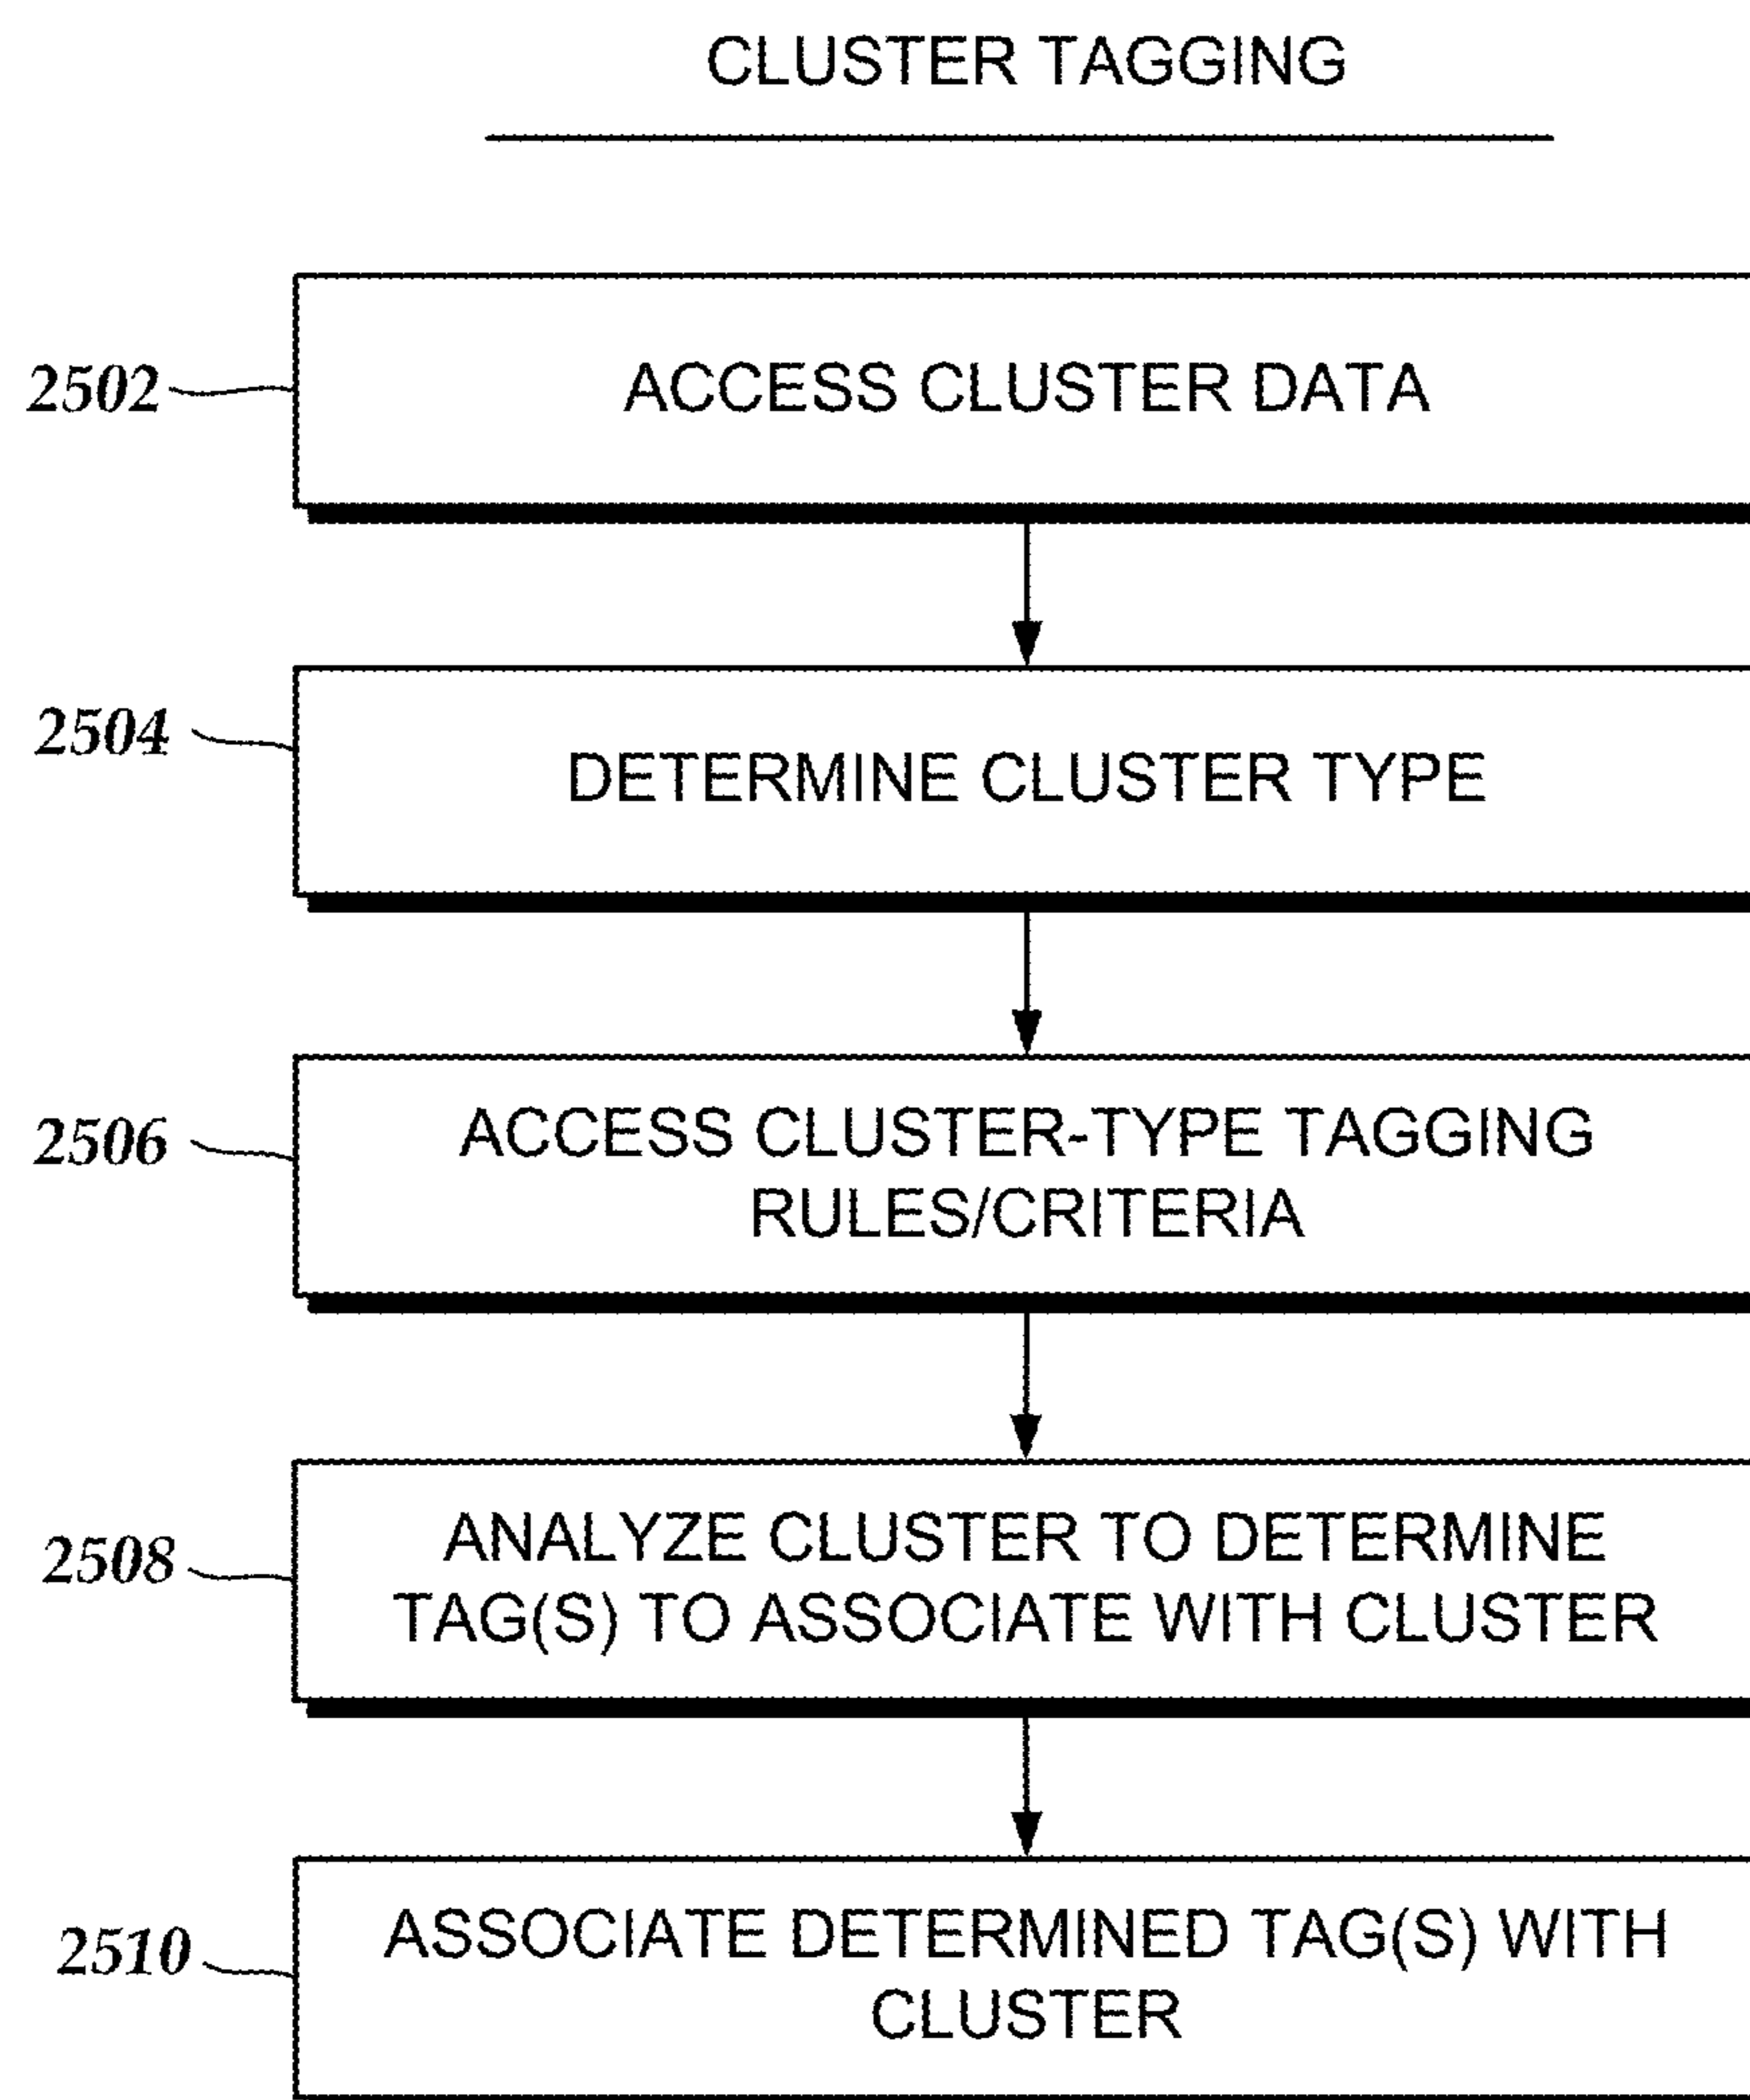 CLUSTER TAGGING
2502
ACCESS CLUSTER DATA
2504
DETERMINE CLUSTER TYPE
2506
ACCESS CLUSTER-TYPE TAGGING
RULES/CRITERIA
2508
ANALYZE CLUSTER TO DETERMINE
TAG(S) TO ASSOCIATE WITH CLUSTER
2510
ASSOCIATE DETERMINED TAG(S) WITH
CLUSTER